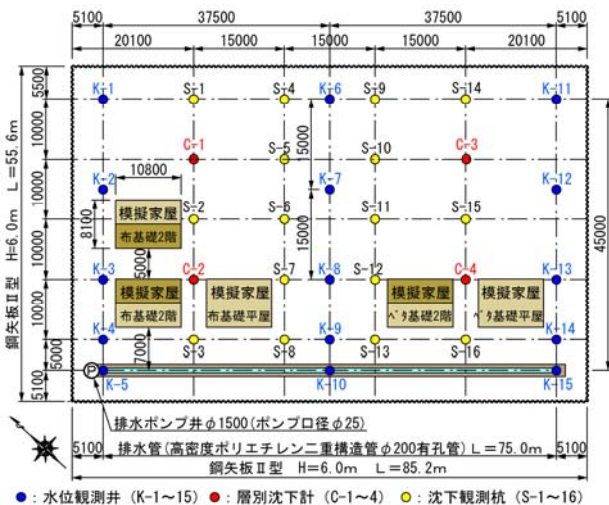 5100 37500 37500 5100
20100 15000 15000 15000 20100
K-1 S-1 S-4 K-6 S-9 S-14 K-11
5500
C-1 S-5 S-10 C-3
10000 15000
K-2 10800 K-7 K-12
鋼矢板Ⅱ型 H=6.0m L=55.6m
10000 8100 模擬家屋 S-2 S-6 S-11 S-15 45000
布基礎2階 15000
10000 5000
K-3 模擬家屋 C-2 模擬家屋 S-7 K-8 S-12 模擬家屋 C-4 模擬家屋 K-13
布基礎2階 布基礎平屋 ベタ基礎2階 ベタ基礎平屋
10000
K-4 S-3 S-8 K-9 S-13 S-16 K-14
5000 7000
P K-5 K-10 K-15
5100
排水ポンプ井φ1500(ポンプロ径φ25)
5100 排水管(高密度ポリエチレン二重構造管φ200有孔管)L=75.0m 5100
鋼矢板Ⅱ型 H=6.0m L=85.2m
●:水位観測井 (K-1~15) ●:層別沈下計 (C-1~4) ●:沈下観測杭 (S-1~16)